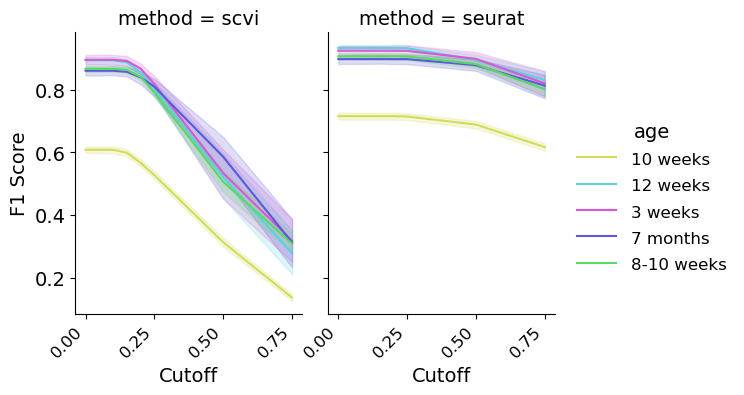 method = scvi
method = seurat
F1 Score
0.8
0.6
0.4
0.2
0.00
0.25
0.50
0.75
Cutoff
0.00
0.25
0.50
0.75
Cutoff
age
10 weeks
12 weeks
3 weeks
7 months
8-10 weeks